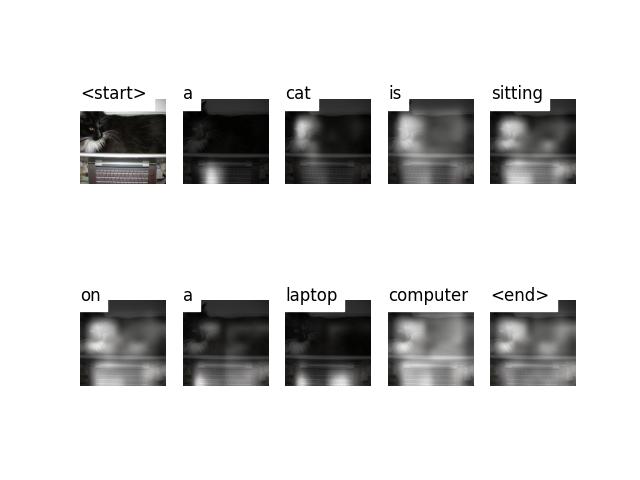 <start> a cat is sitting
on a laptop computer <end>